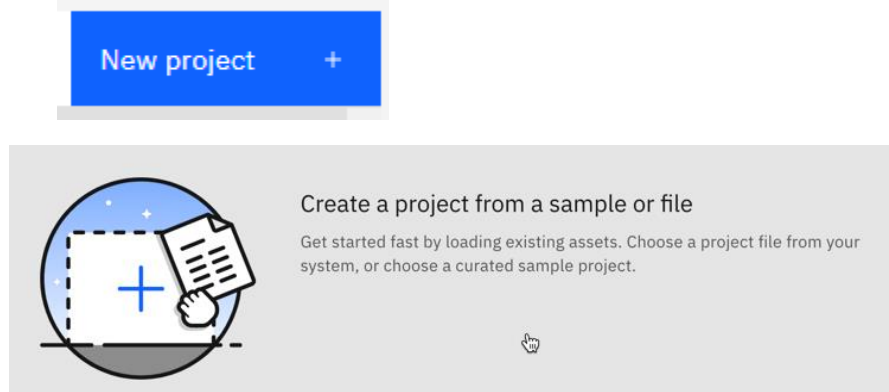 New project +
Create a project from a sample or file
Get started fast by loading existing assets. Choose a project file from your
system, or choose a curated sample project.